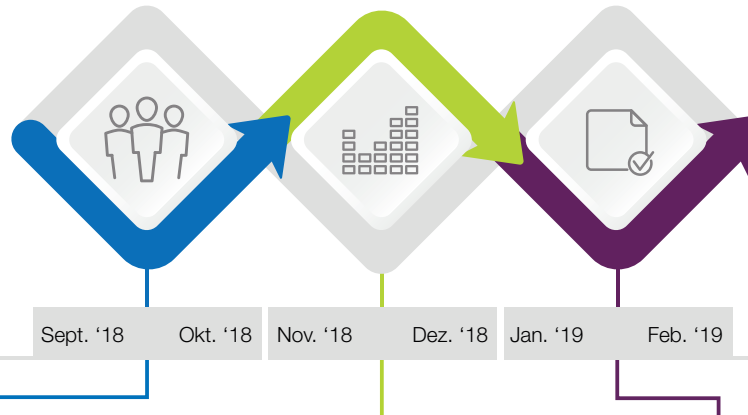 Sept. ‘18 Okt. ‘18 Nov. ‘18 Dez. ‘18 Jan. ‘19 Feb. ‘19